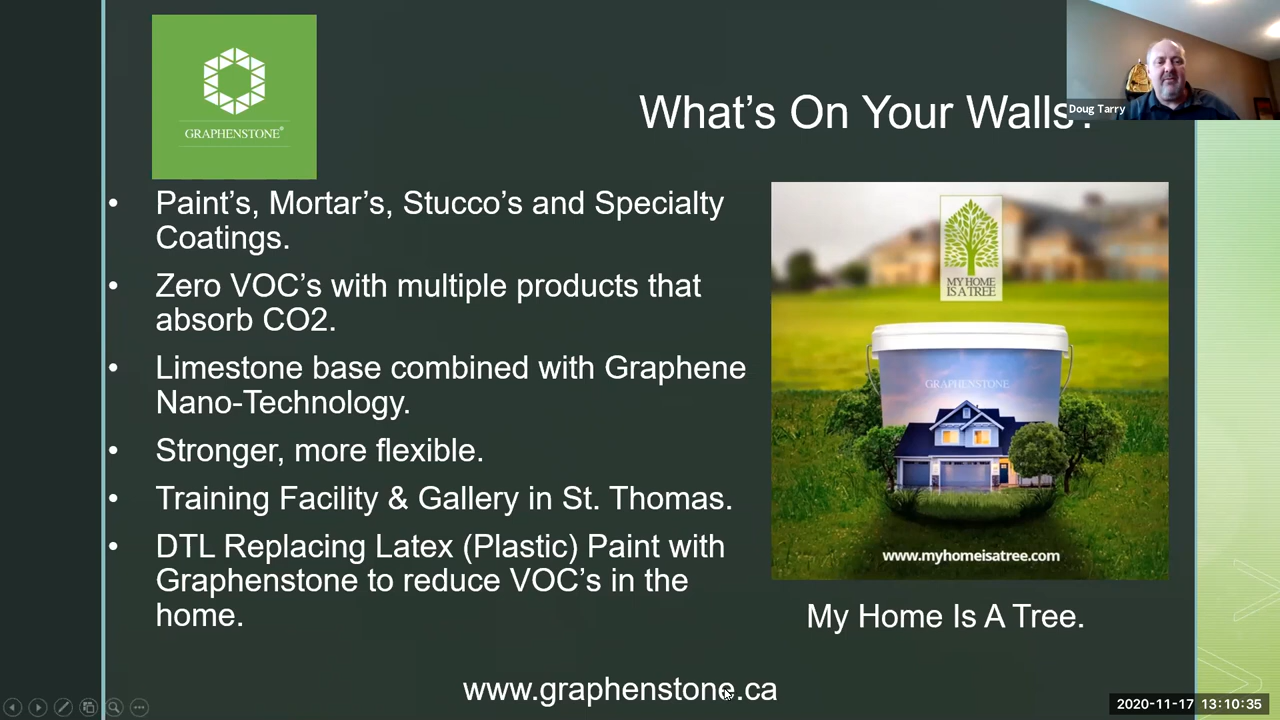 GRAPHENSTONE®
What's On Your Walls?
Doug Tarry
• Paint's, Mortar's, Stucco's and Specialty
Coatings.
• Zero VOC's with multiple products that
absorb CO2.
• Limestone base combined with Graphene
Nano-Technology.
• Stronger, more flexible.
• Training Facility & Gallery in St. Thomas.
• DTL Replacing Latex (Plastic) Paint with
Graphenstone to reduce VOC's in the
home.
MY HOME
IS A TREE
GRAPHENSTONE
www.myhomeisatree.com
My Home Is A Tree.
www.graphenstone.ca
2020-11-17 13:10:35